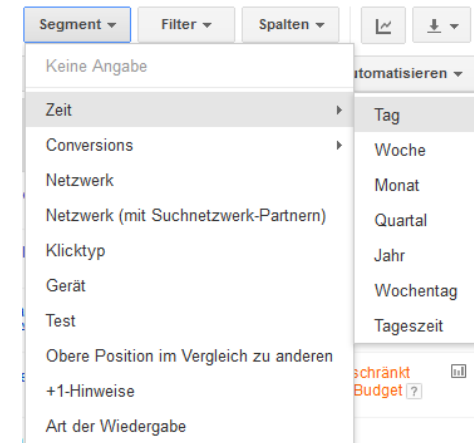 Segment Filter Spalten
Keine Angabe
Zeit
Conversions
Netzwerk
Netzwerk (mit Suchnetzwerk-Partnern)
Klicktyp
Gerät
Test
Obere Position im Vergleich zu anderen
+1-Hinweise
Art der Wiedergabe
utomatisieren
Tag
Woche
Monat
Quartal
Jahr
Wochentag
Tageszeit
schränkt
Budget ?